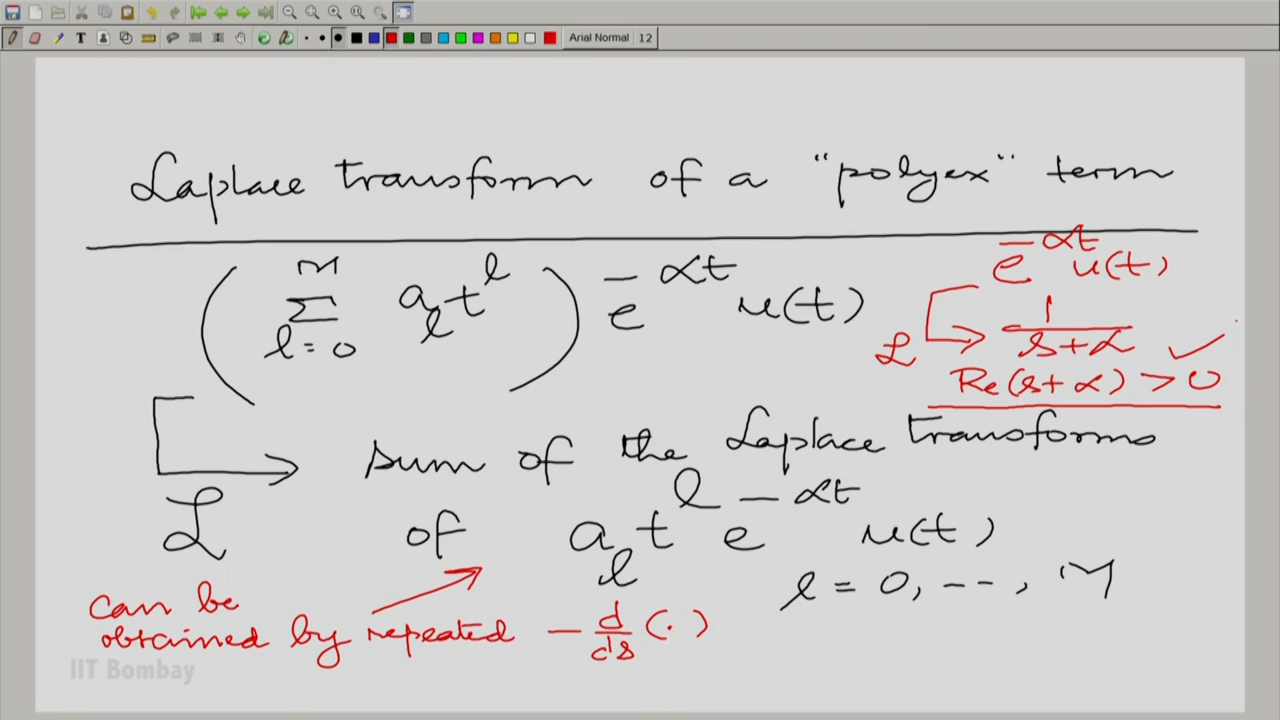 Arial Normal 12
Laplace transform of a "polyex" term
( M Σ l=0 a_l t^l ) e^{-αt} u(t)
e^{-αt} u(t)
L → 1/(s+α) ✓
Re(s+α) > 0
L → sum of the Laplace transforms
of a_l t^l e^{-αt} u(t)
l = 0, --, M
can be
obtained by repeated - d/ds (·)
IIT Bombay